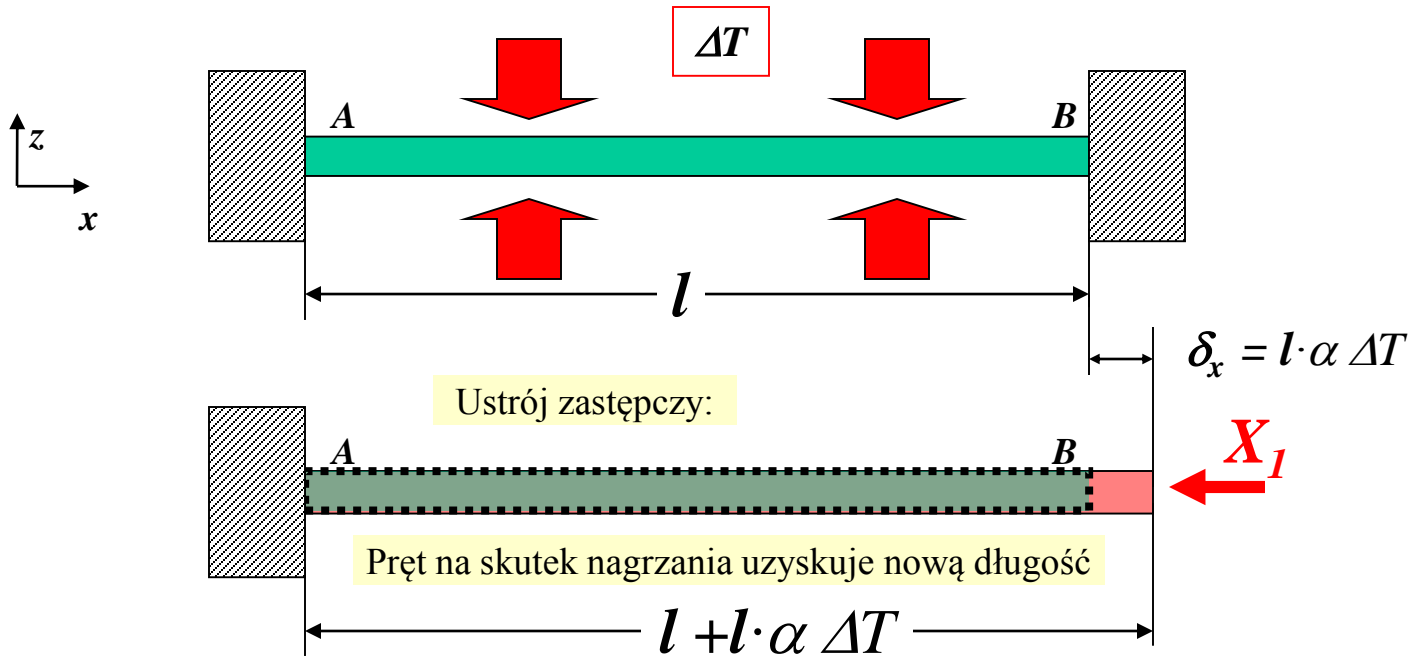 ΔT
A B
z
x
l
δx = l·α ΔT
Ustrój zastępczy:
A B
X1
Pręt na skutek nagrzania uzyskuje nową długość
l +l·α ΔT